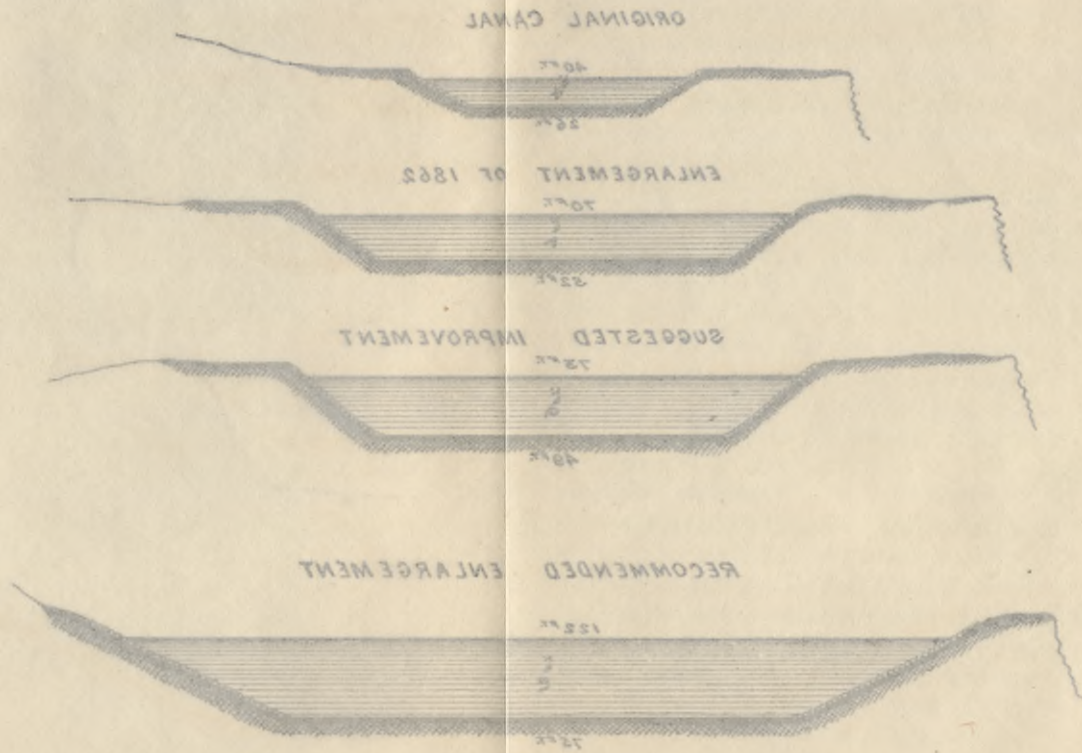 ORIGINAL CANAL
40 FT.
26 FT.
ENLARGEMENT OF 1862
70 FT.
52 FT.
SUGGESTED IMPROVEMENT
73 FT.
49 FT.
RECOMMENDED ENLARGEMENT
122 FT.
75 FT.